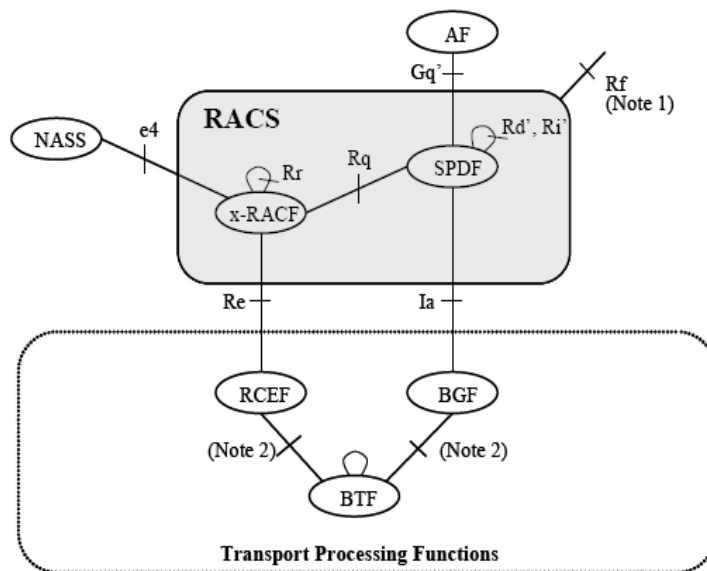 AF
Gq’
Rf
(Note 1)
RACS
NASS
e4
Rd’, Ri’
Rr
Rq
SPDF
x-RACF
Re
Ia
RCEF
BGF
(Note 2)
(Note 2)
BTF
Transport Processing Functions